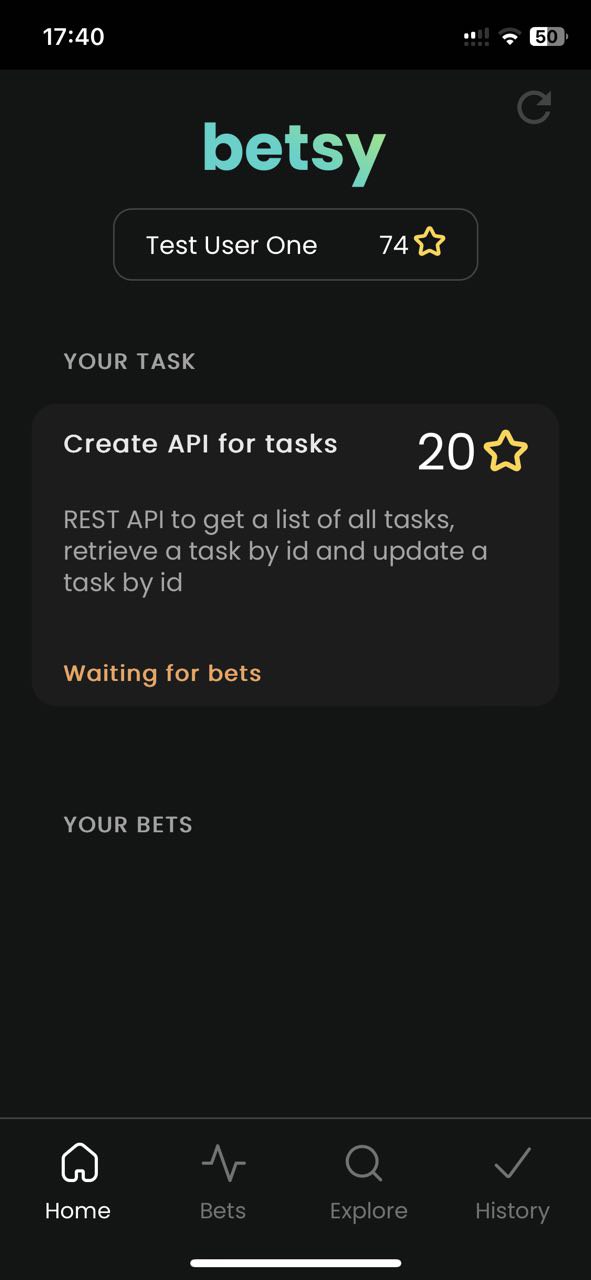 17:40
50
betsy
Test User One 74
YOUR TASK
Create API for tasks 20
REST API to get a list of all tasks,
retrieve a task by id and update a
task by id
Waiting for bets
YOUR BETS
Home Bets Explore History